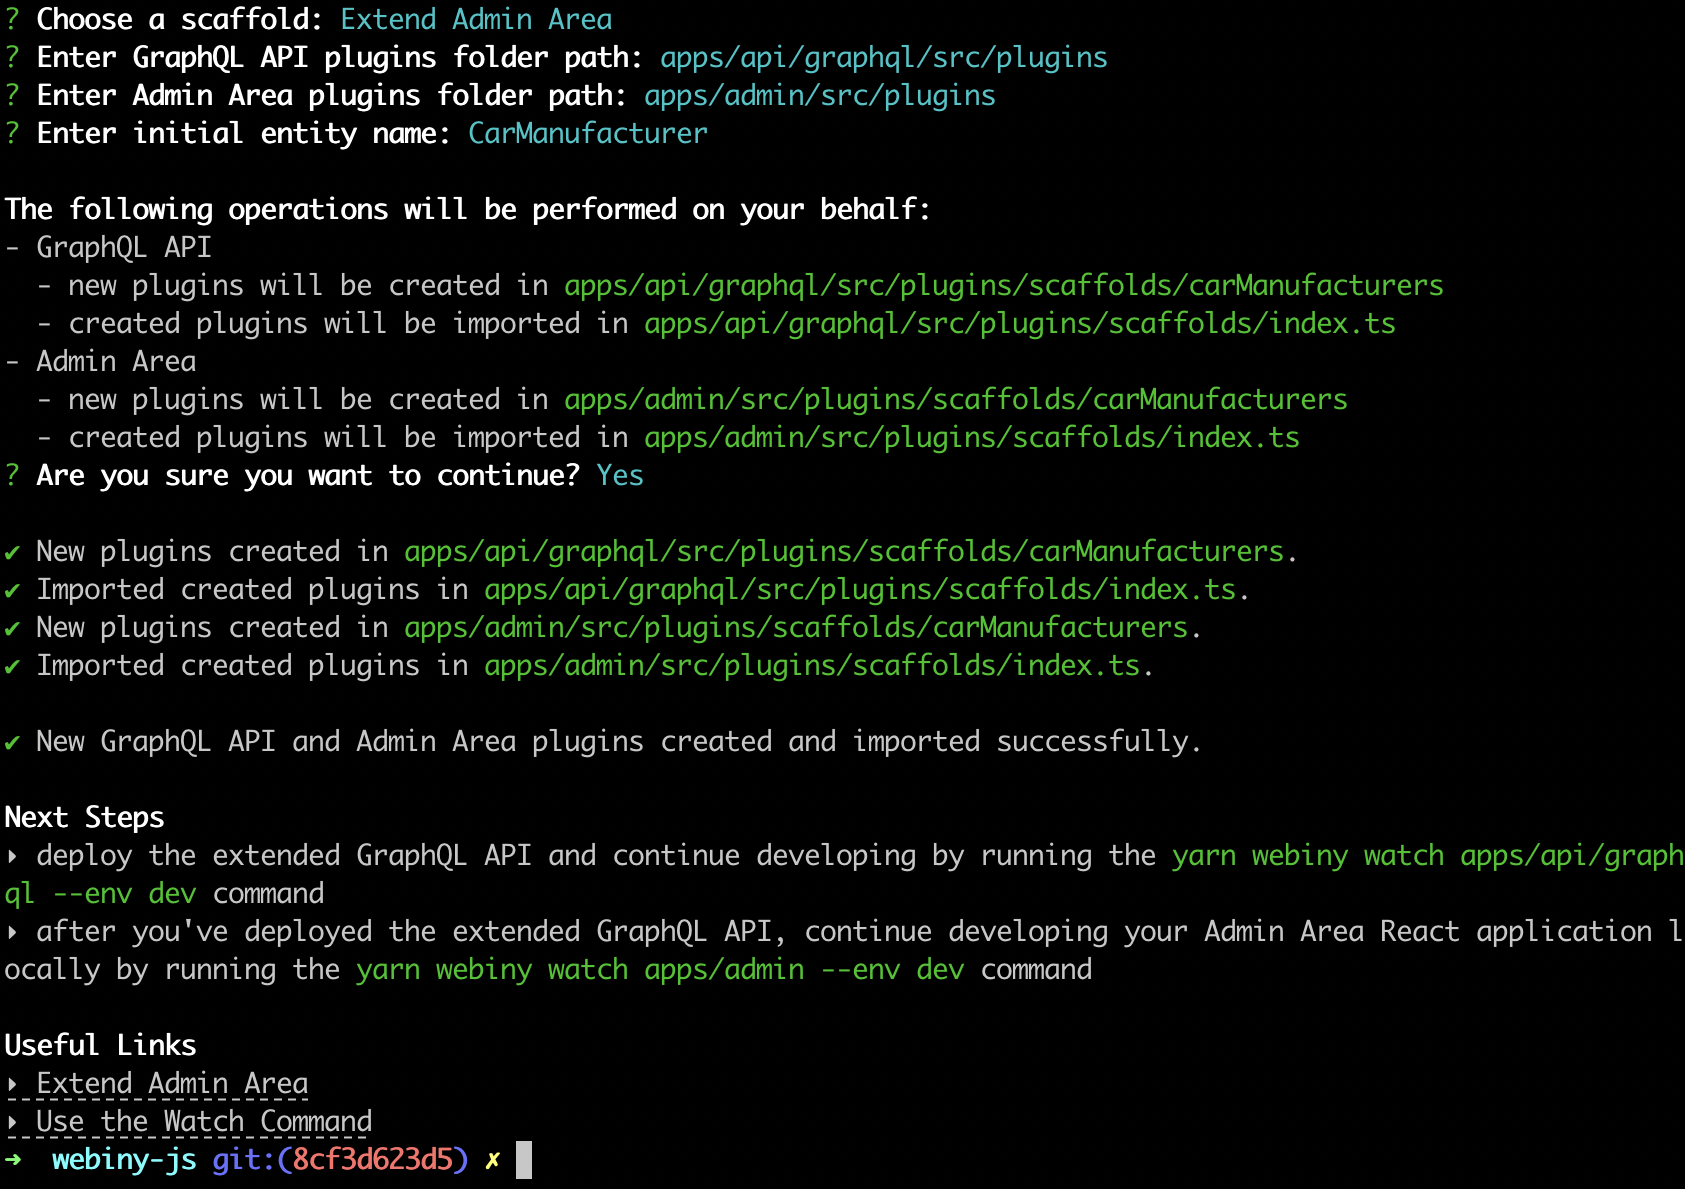 ? Choose a scaffold: Extend Admin Area
? Enter GraphQL API plugins folder path: apps/api/graphql/src/plugins
? Enter Admin Area plugins folder path: apps/admin/src/plugins
? Enter initial entity name: CarManufacturer
The following operations will be performed on your behalf:
- GraphQL API
  - new plugins will be created in apps/api/graphql/src/plugins/scaffolds/carManufacturers
  - created plugins will be imported in apps/api/graphql/src/plugins/scaffolds/index.ts
- Admin Area
  - new plugins will be created in apps/admin/src/plugins/scaffolds/carManufacturers
  - created plugins will be imported in apps/admin/src/plugins/scaffolds/index.ts
? Are you sure you want to continue? Yes
✔ New plugins created in apps/api/graphql/src/plugins/scaffolds/carManufacturers.
✔ Imported created plugins in apps/api/graphql/src/plugins/scaffolds/index.ts.
✔ New plugins created in apps/admin/src/plugins/scaffolds/carManufacturers.
✔ Imported created plugins in apps/admin/src/plugins/scaffolds/index.ts.
✔ New GraphQL API and Admin Area plugins created and imported successfully.
Next Steps
‣ deploy the extended GraphQL API and continue developing by running the yarn webiny watch apps/api/graph
ql --env dev command
‣ after you've deployed the extended GraphQL API, continue developing your Admin Area React application l
ocally by running the yarn webiny watch apps/admin --env dev command
Useful Links
‣ Extend Admin Area
‣ Use the Watch Command
➜  webiny-js git:(8cf3d623d5) ✗